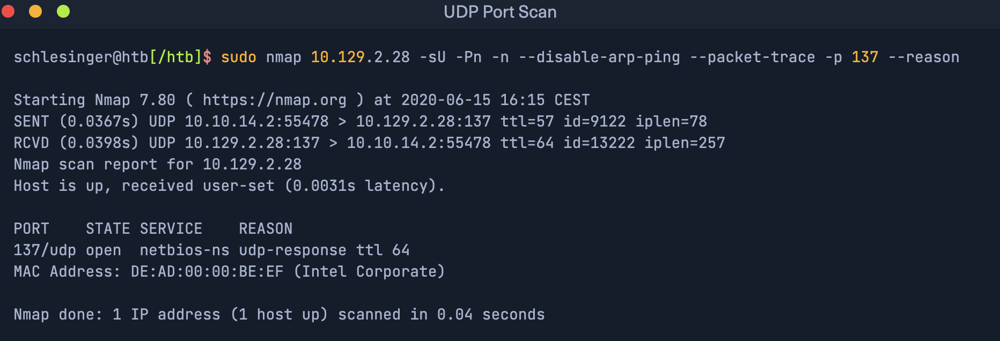 UDP Port Scan
schlesinger@htb[/htb]$ sudo nmap 10.129.2.28 -sU -Pn -n --disable-arp-ping --packet-trace -p 137 --reason
Starting Nmap 7.80 ( https://nmap.org ) at 2020-06-15 16:15 CEST
SENT (0.0367s) UDP 10.10.14.2:55478 > 10.129.2.28:137 ttl=57 id=9122 iplen=78
RCVD (0.0398s) UDP 10.129.2.28:137 > 10.10.14.2:55478 ttl=64 id=13222 iplen=257
Nmap scan report for 10.129.2.28
Host is up, received user-set (0.0031s latency).
PORT    STATE SERVICE    REASON
137/udp open  netbios-ns udp-response ttl 64
MAC Address: DE:AD:00:00:BE:EF (Intel Corporate)
Nmap done: 1 IP address (1 host up) scanned in 0.04 seconds